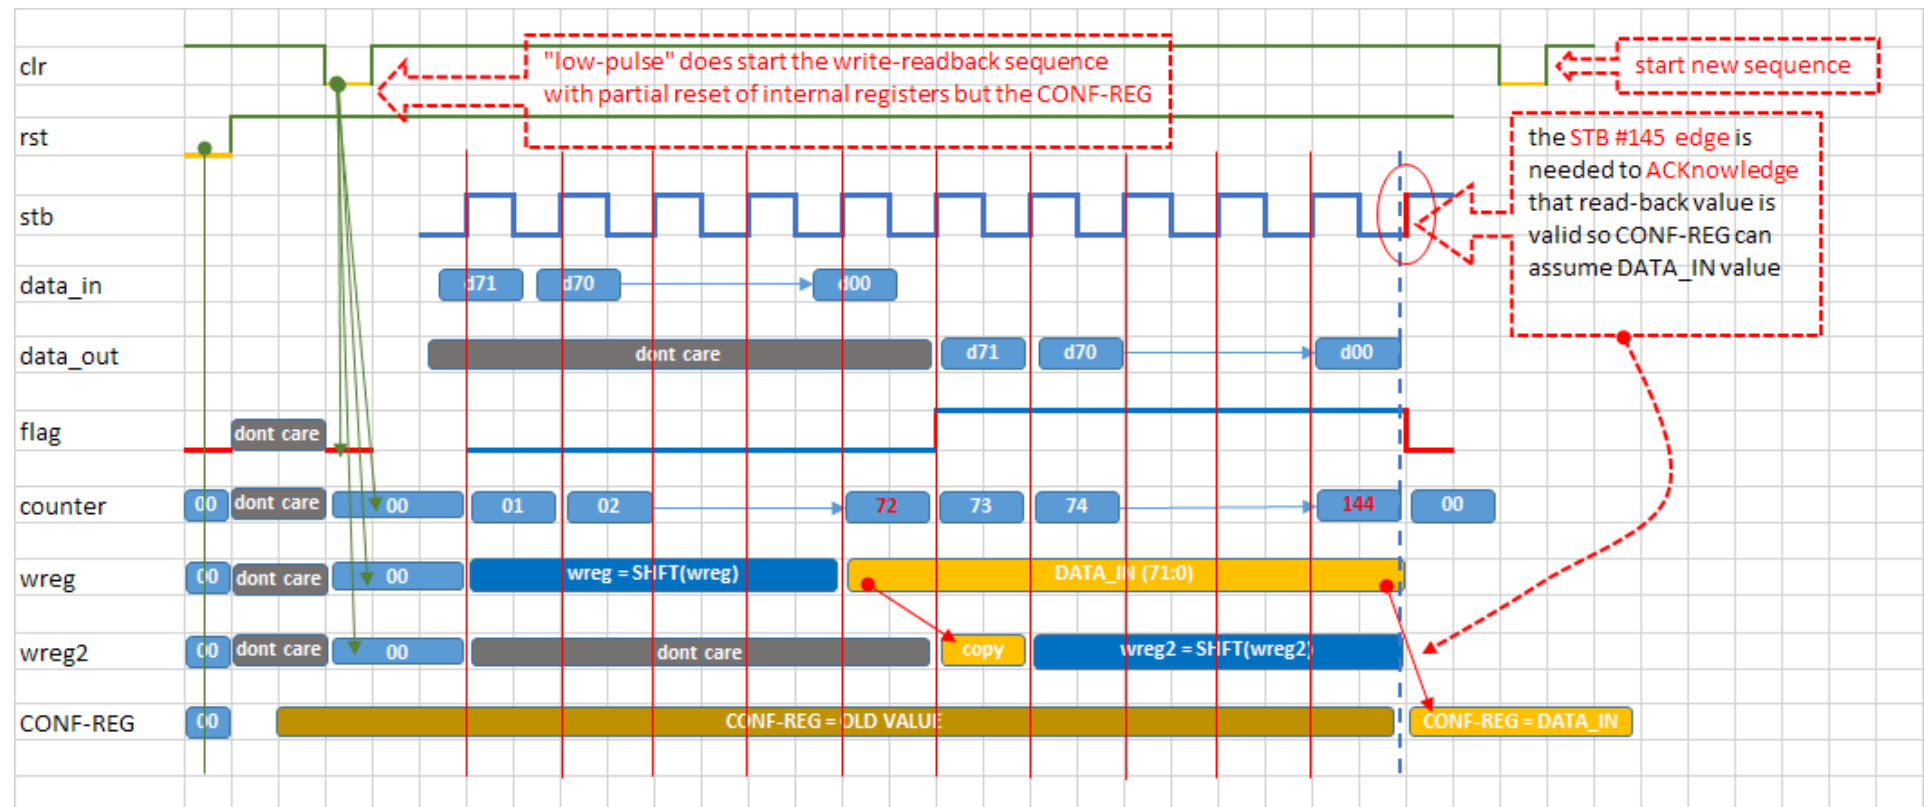 clr
"low-pulse" does start the write-readback sequence
with partial reset of internal registers but the CONF-REG
start new sequence
rst
the STB #145 edge is
needed to ACKnowledge
that read-back value is
valid so CONF-REG can
assume DATA_IN value
stb
data_in
d71 d70 d00
data_out
dont care d71 d70 d00
flag
dont care
counter
00 dont care 00 01 02 72 73 74 144 00
wreg
00 dont care 00 wreg = SHFT(wreg) DATA_IN (71:0)
wreg2
00 dont care 00 dont care copy wreg2 = SHFT(wreg2)
CONF-REG
00 CONF-REG = OLD VALUE CONF-REG = DATA_IN